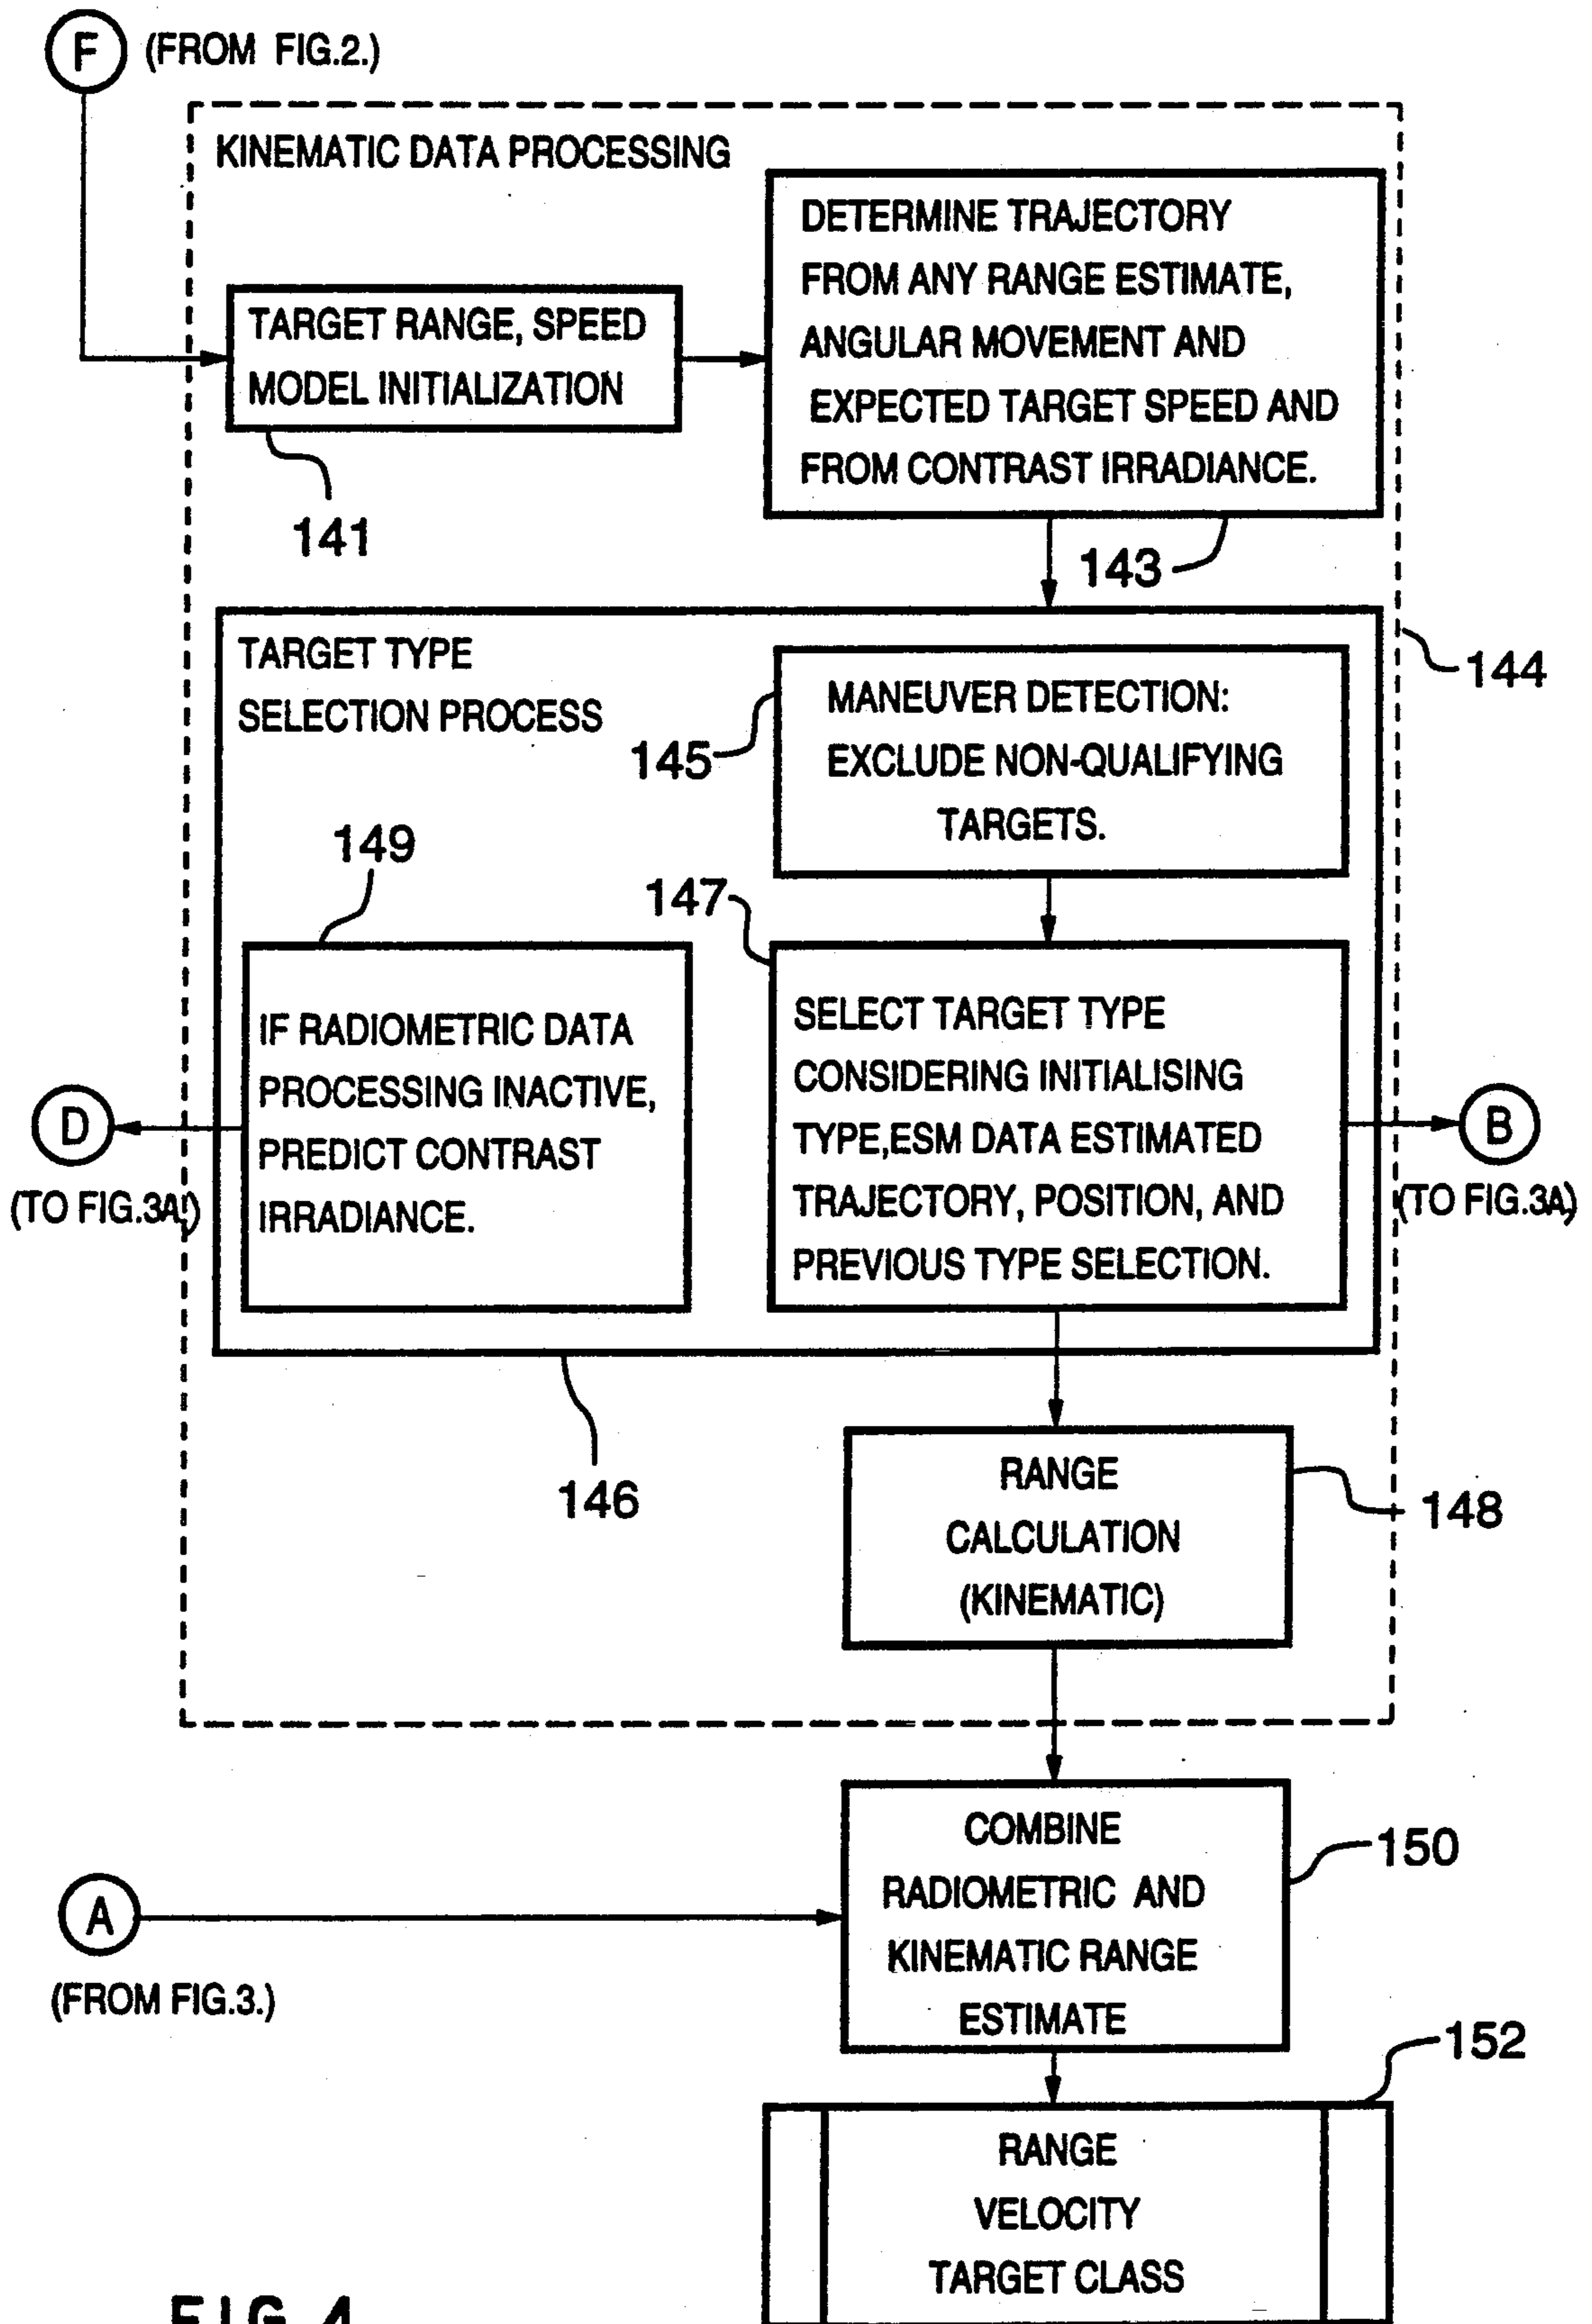 F (FROM FIG.2.)
KINEMATIC DATA PROCESSING
TARGET RANGE, SPEED
MODEL INITIALIZATION
141
DETERMINE TRAJECTORY
FROM ANY RANGE ESTIMATE,
ANGULAR MOVEMENT AND
EXPECTED TARGET SPEED AND
FROM CONTRAST IRRADIANCE.
143
144
TARGET TYPE
SELECTION PROCESS
145
MANEUVER DETECTION:
EXCLUDE NON-QUALIFYING
TARGETS.
149
IF RADIOMETRIC DATA
PROCESSING INACTIVE,
PREDICT CONTRAST
IRRADIANCE.
D
(TO FIG.3A.)
147
SELECT TARGET TYPE
CONSIDERING INITIALISING
TYPE,ESM DATA ESTIMATED
TRAJECTORY, POSITION, AND
PREVIOUS TYPE SELECTION.
B
(TO FIG.3A)
146
RANGE
CALCULATION
(KINEMATIC)
148
A
(FROM FIG.3.)
COMBINE
RADIOMETRIC AND
KINEMATIC RANGE
ESTIMATE
150
152
RANGE
VELOCITY
TARGET CLASS
FIG. 4